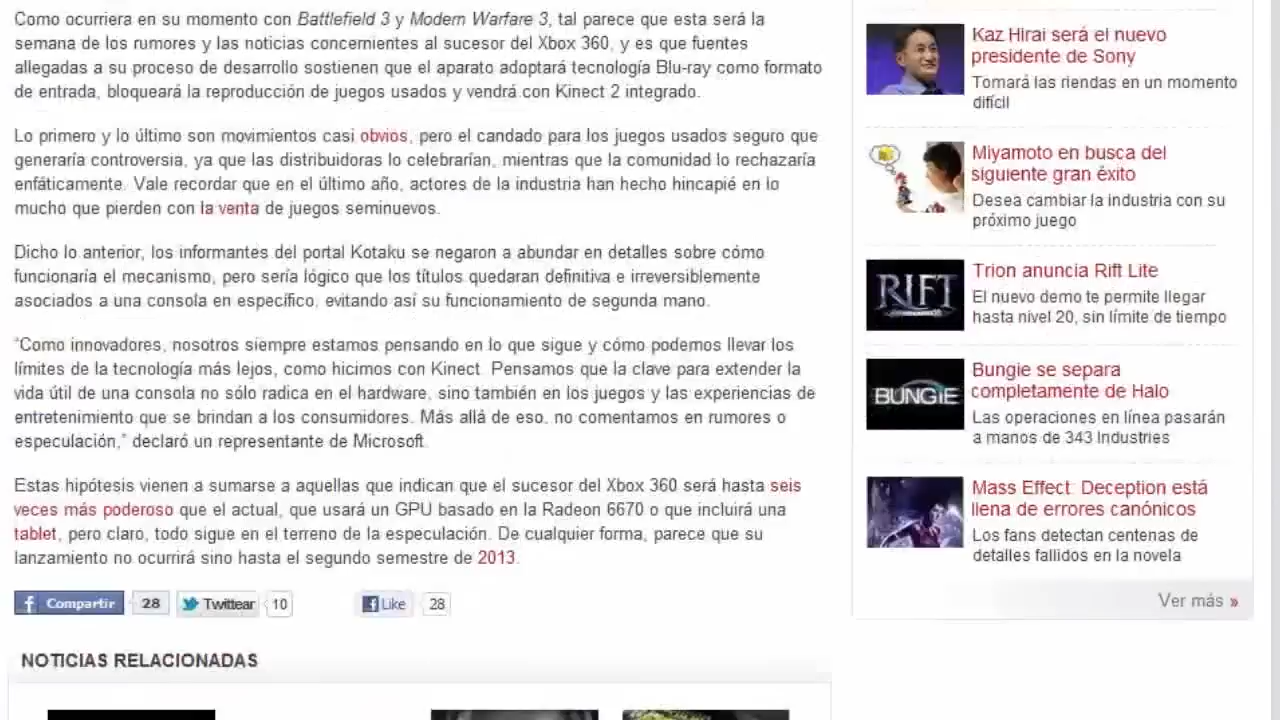 Como ocurriera en su momento con Battlefield 3 y Modern Warfare 3, tal parece que esta será la
semana de los rumores y las noticias concernientes al sucesor del Xbox 360, y es que fuentes
allegadas a su proceso de desarrollo sostienen que el aparato adoptará tecnología Blu-ray como formato
de entrada, bloqueará la reproducción de juegos usados y vendrá con Kinect 2 integrado.
Lo primero y lo último son movimientos casi obvios, pero el candado para los juegos usados seguro que
generaría controversia, ya que las distribuidoras lo celebrarían, mientras que la comunidad lo rechazaría
enfáticamente. Vale recordar que en el último año, actores de la industria han hecho hincapié en lo
mucho que pierden con la venta de juegos seminuevos.
Dicho lo anterior, los informantes del portal Kotaku se negaron a abundar en detalles sobre cómo
funcionaría el mecanismo, pero sería lógico que los títulos quedaran definitiva e irreversiblemente
asociados a una consola en específico, evitando así su funcionamiento de segunda mano.
"Como innovadores, nosotros siempre estamos pensando en lo que sigue y cómo podemos llevar los
límites de la tecnología más lejos, como hicimos con Kinect. Pensamos que la clave para extender la
vida útil de una consola no sólo radica en el hardware, sino también en los juegos y las experiencias de
entretenimiento que se brindan a los consumidores. Más allá de eso, no comentamos en rumores o
especulación," declaró un representante de Microsoft.
Estas hipótesis vienen a sumarse a aquellas que indican que el sucesor del Xbox 360 será hasta seis
veces más poderoso que el actual, que usará un GPU basado en la Radeon 6670 o que incluirá una
tablet, pero claro, todo sigue en el terreno de la especulación. De cualquier forma, parece que su
lanzamiento no ocurrirá sino hasta el segundo semestre de 2013.
Compartir 28 Twittear 10 Like 28
NOTICIAS RELACIONADAS
Kaz Hirai será el nuevo
presidente de Sony
Tomará las riendas en un momento
difícil
Miyamoto en busca del
siguiente gran éxito
Desea cambiar la industria con su
próximo juego
RIFT
Trion anuncia Rift Lite
El nuevo demo te permite llegar
hasta nivel 20, sin límite de tiempo
BUNGiE
Bungie se separa
completamente de Halo
Las operaciones en línea pasarán
a manos de 343 Industries
Mass Effect: Deception está
llena de errores canónicos
Los fans detectan centenas de
detalles fallidos en la novela
Ver más »